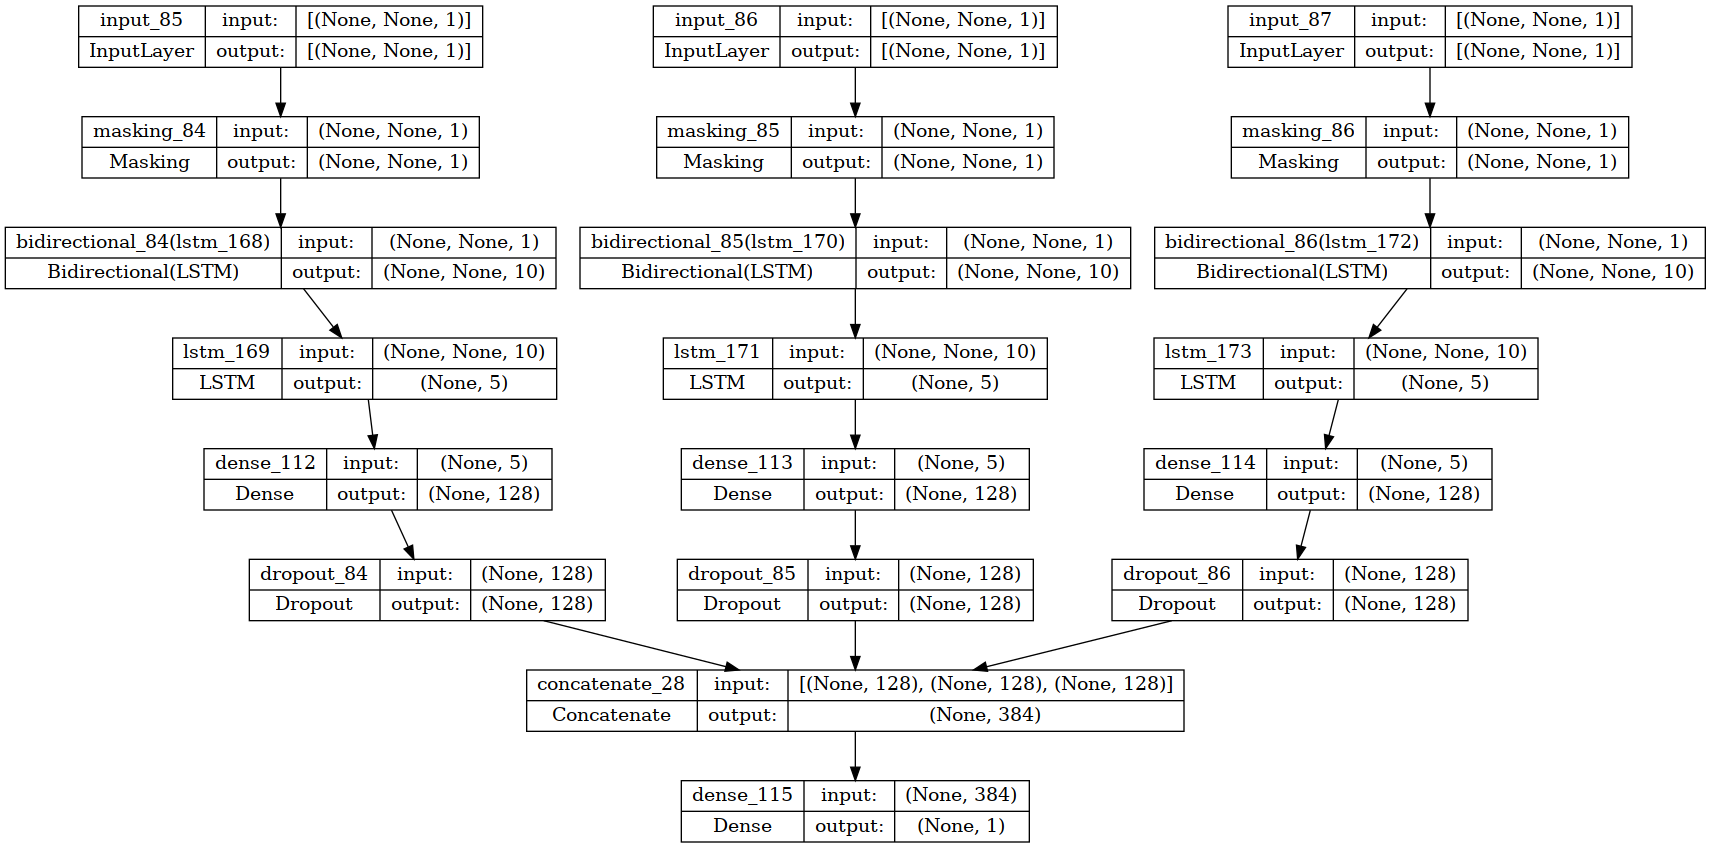 input_85 input: [(None, None, 1)]
InputLayer output: [(None, None, 1)]
input_86 input: [(None, None, 1)]
InputLayer output: [(None, None, 1)]
input_87 input: [(None, None, 1)]
InputLayer output: [(None, None, 1)]
masking_84 input: (None, None, 1)
Masking output: (None, None, 1)
masking_85 input: (None, None, 1)
Masking output: (None, None, 1)
masking_86 input: (None, None, 1)
Masking output: (None, None, 1)
bidirectional_84(lstm_168) input: (None, None, 1)
Bidirectional(LSTM) output: (None, None, 10)
bidirectional_85(lstm_170) input: (None, None, 1)
Bidirectional(LSTM) output: (None, None, 10)
bidirectional_86(lstm_172) input: (None, None, 1)
Bidirectional(LSTM) output: (None, None, 10)
lstm_169 input: (None, None, 10)
LSTM output: (None, 5)
lstm_171 input: (None, None, 10)
LSTM output: (None, 5)
lstm_173 input: (None, None, 10)
LSTM output: (None, 5)
dense_112 input: (None, 5)
Dense output: (None, 128)
dense_113 input: (None, 5)
Dense output: (None, 128)
dense_114 input: (None, 5)
Dense output: (None, 128)
dropout_84 input: (None, 128)
Dropout output: (None, 128)
dropout_85 input: (None, 128)
Dropout output: (None, 128)
dropout_86 input: (None, 128)
Dropout output: (None, 128)
concatenate_28 input: [(None, 128), (None, 128), (None, 128)]
Concatenate output: (None, 384)
dense_115 input: (None, 384)
Dense output: (None, 1)